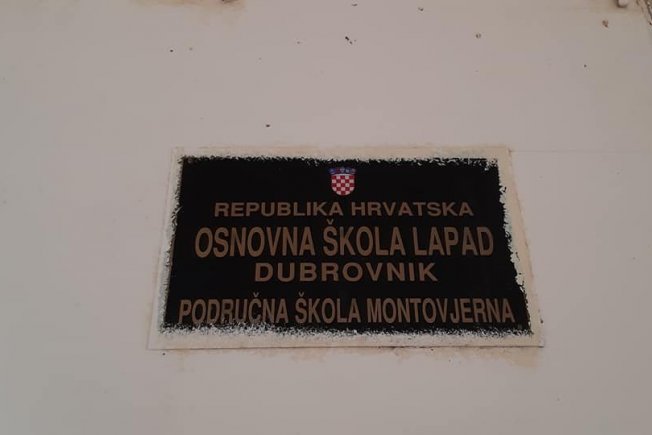 REPUBLIKA HRVATSKA
OSNOVNA ŠKOLA LAPAD
DUBROVNIK
PODRUČNA ŠKOLA MONTOVJERNA